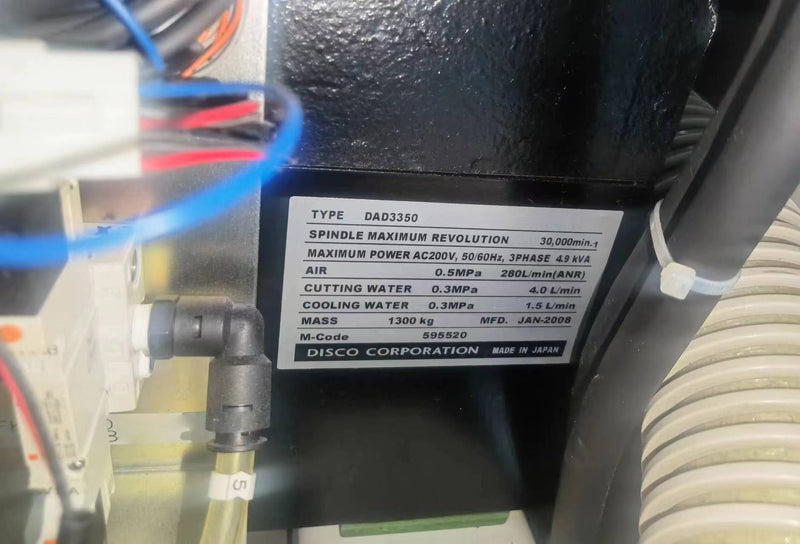 TYPE DAD3350
SPINDLE MAXIMUM REVOLUTION 30,000min.1
MAXIMUM POWER AC200V, 50/60Hz, 3PHASE 4.9 kVA
AIR 0.5MPa 280L/min(ANR)
CUTTING WATER 0.3MPa 4.0 L/min
COOLING WATER 0.3MPa 1.5 L/min
MASS 1300 kg MFD. JAN-2008
M-Code 595520
DISCO CORPORATION MADE IN JAPAN
5